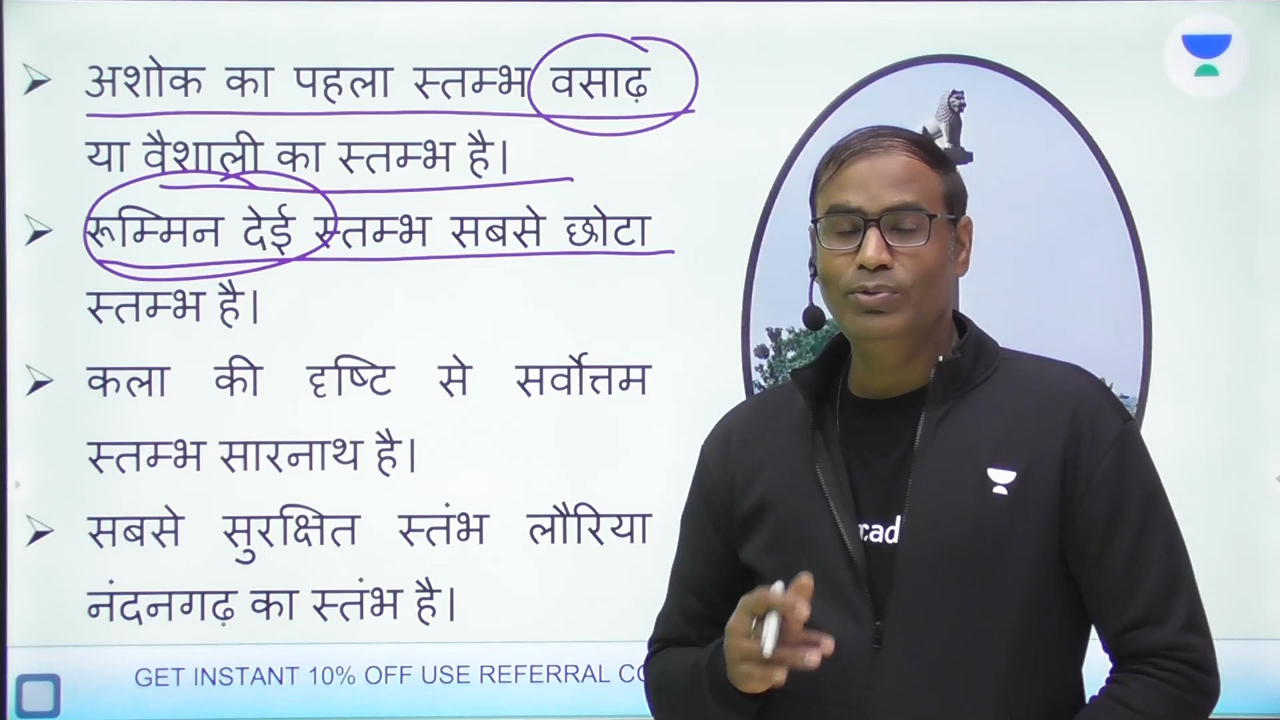 अशोक का पहला स्तम्भ वसाढ़
या वैशाली का स्तम्भ है।
रूम्मिन देई स्तम्भ सबसे छोटा
स्तम्भ है।
कला की दृष्टि से सर्वोत्तम
स्तम्भ सारनाथ है।
सबसे सुरक्षित स्तंभ लौरिया
नंदनगढ़ का स्तंभ है।
GET INSTANT 10% OFF USE REFERRAL